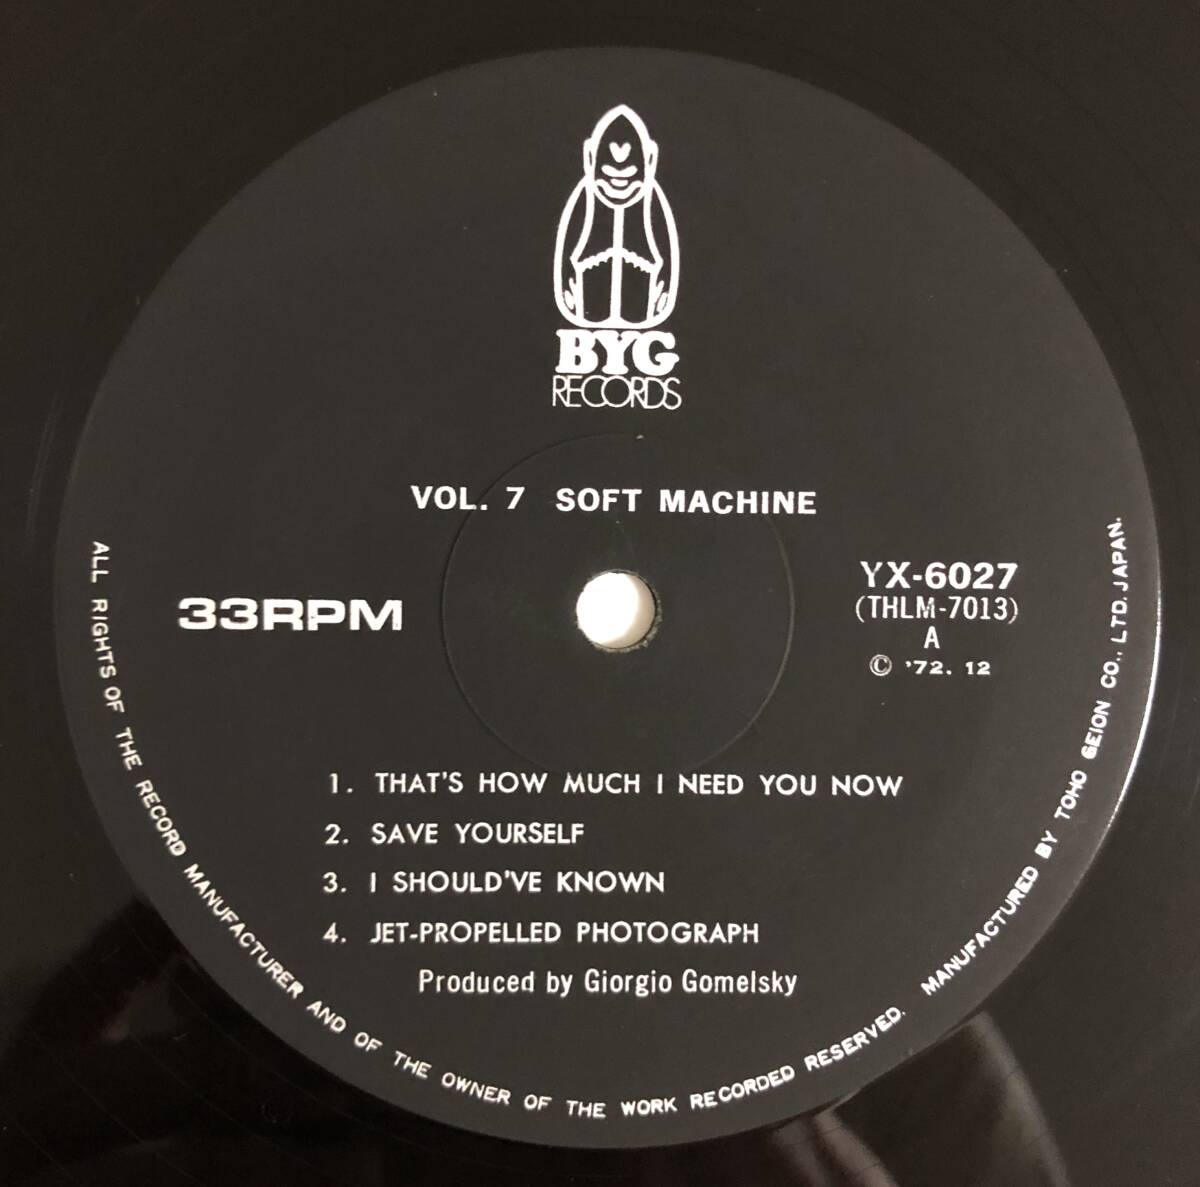 BYG
RECORDS
VOL. 7 SOFT MACHINE
33RPM
YX-6027
(THLM-7013)
A
© '72. 12
1. THAT'S HOW MUCH I NEED YOU NOW
2. SAVE YOURSELF
3. I SHOULD'VE KNOWN
4. JET-PROPELLED PHOTOGRAPH
Produced by Giorgio Gomelsky
ALL RIGHTS OF THE RECORD MANUFACTURER AND OF THE OWNER OF THE WORK RECORDED RESERVED. MANUFACTURED BY TOHO GEION CO., LTD. JAPAN.